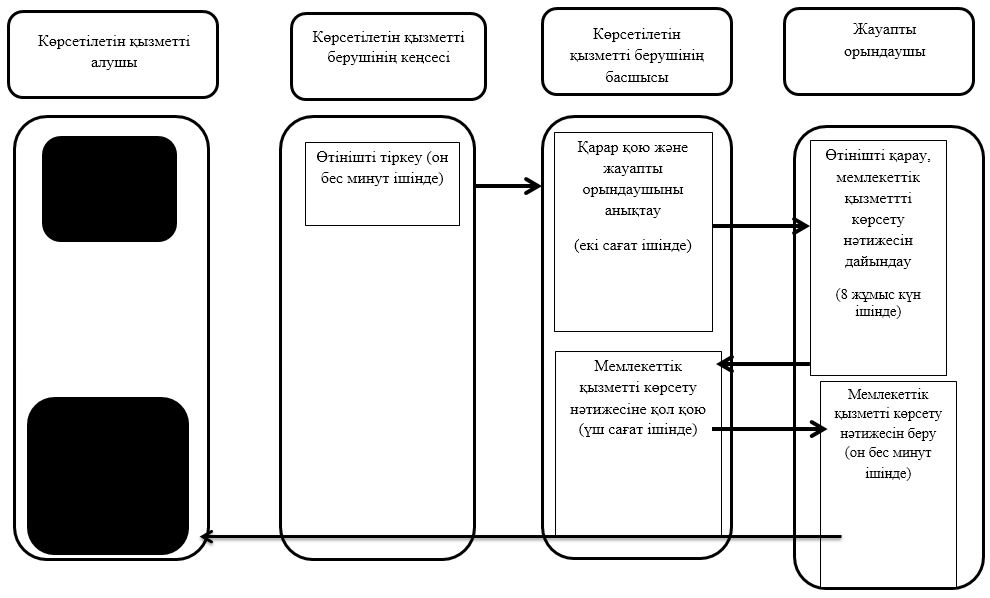 Көрсетілетін қызметті
алушы
Көрсетілетін қызметті
берушінің кеңсесі
Көрсетілетін
қызметті берушінің
басшысы
Жауапты
орындаушы
Өтінішті тіркеу (он
бес минут ішінде)
Қарар қою және
жауапты
орындаушыны
анықтау
(екі сағат ішінде)
Өтінішті қарау,
мемлекеттік
қызметтті
көрсету
нәтижесін
дайындау
(8 жұмыс күн
ішінде)
Мемлекеттік
қызметті көрсету
нәтижесіне қол қою
(үш сағат ішінде)
Мемлекеттік
қызметті көрсету
нәтижесін беру
(он бес минут
ішінде)